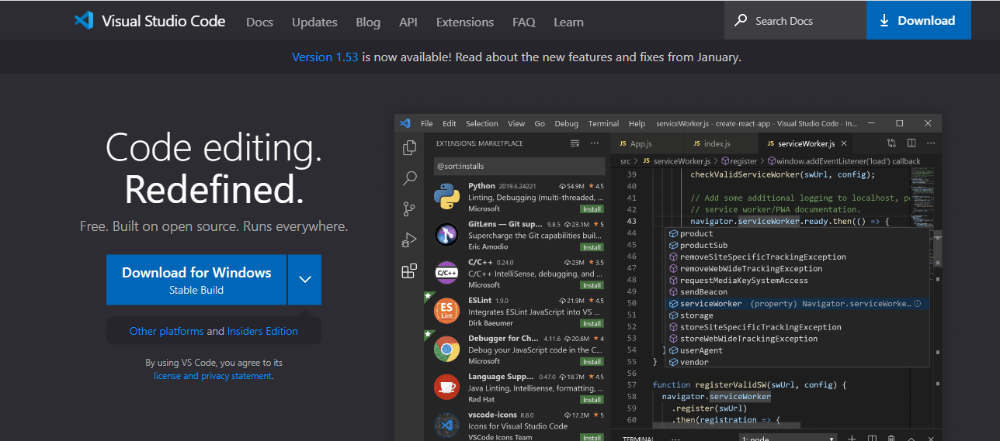 Visual Studio Code Docs Updates Blog API Extensions FAQ Learn Search Docs Download
Version 1.53 is now available! Read about the new features and fixes from January.
Code editing.
Redefined.
Free. Built on open source. Runs everywhere.
Download for Windows
Stable Build
Other platforms and Insiders Edition
By using VS Code, you agree to its
license and privacy statement.
File Edit Selection View Go Debug Terminal Help serviceWorker.js - create-react-app - Visual Studio Code - In...
EXTENSIONS: MARKETPLACE ...
@sort:installs
Python 2019.6.24221 54.9M ★ 4.5
Linting, Debugging (multi-threaded, ...
Microsoft Install
GitLens — Git sup... 9.8.5 23.1M ★ 5
Supercharge the Git capabilities buil...
Eric Amodio Install
C/C++
C/C++ 0.24.0 23M ★ 3.5
C/C++ IntelliSense, debugging, and ...
Microsoft Install
ES
Lint
ESLint 1.9.0 21.9M ★ 4.5
Integrates ESLint JavaScript into VS ...
Dirk Baeumer Install
Debugger for Ch... 4.11.6 20.6M ★ 4
Debug your JavaScript code in the C...
Microsoft Install
Language Supp... 0.47.0 18.7M ★ 4.5
Java Linting, Intellisense, formatting, ...
Red Hat Install
vscode-icons 8.8.0 17.2M ★ 5
Icons for Visual Studio Code
VSCode Icons Team Install
JS App.js JS index.js JS serviceWorker.js ...
src > JS serviceWorker.js > register > window.addEventListener('load') callback
39 checkValidServiceWorker(swUrl, config);
40
41 // Add some additional logging to localhost, po
42 // service worker/PWA documentation.
43 navigator.serviceWorker.ready.then(() => {
44 product
45 productSub
46 removeSiteSpecificTrackingException
47 removeWebWideTrackingException
48 requestMediaKeySystemAccess
49 sendBeacon
50 serviceWorker (property) Navigator.serviceWorke...
51 storage
52 storeSiteSpecificTrackingException
53 storeWebWideTrackingException
54 } userAgent
55 } vendor
56
57 function registerValidSW(swUrl, config) {
58 navigator.serviceWorker
59 .register(swUrl)
60 .then(registration => {
TERMINAL ... 1: node